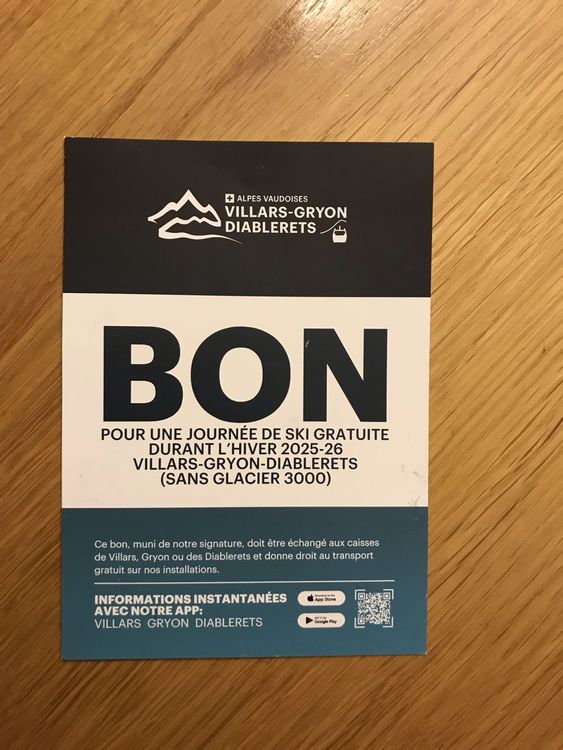 ALPES VAUDOISES
VILLARS-GRYON
DIABLERETS
BON
POUR UNE JOURNÉE DE SKI GRATUITE
DURANT L'HIVER 2025-26
VILLARS-GRYON-DIABLERETS
(SANS GLACIER 3000)
Ce bon, muni de notre signature, doit être échangé aux caisses
de Villars, Gryon ou des Diablerets et donne droit au transport
gratuit sur nos installations.
INFORMATIONS INSTANTANÉES
AVEC NOTRE APP:
VILLARS GRYON DIABLERETS
App Store
Google Play